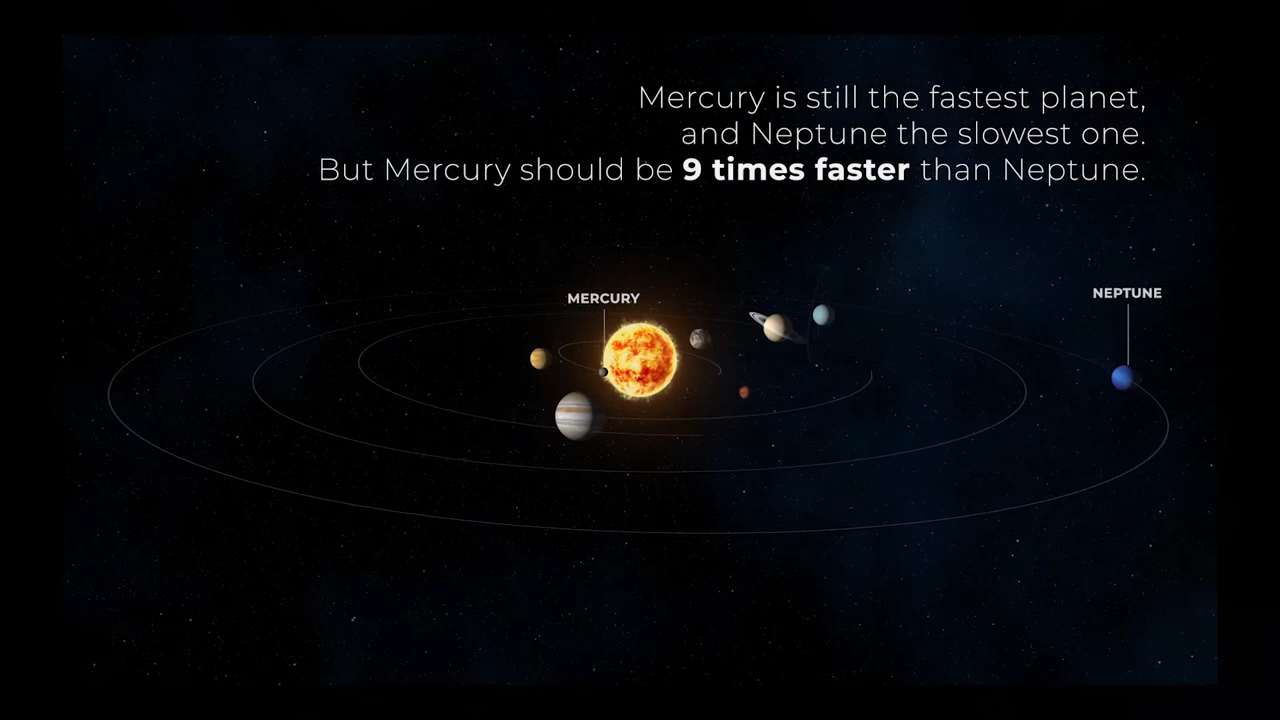 Mercury is still the fastest planet,
and Neptune the slowest one.
But Mercury should be 9 times faster than Neptune.
MERCURY
NEPTUNE